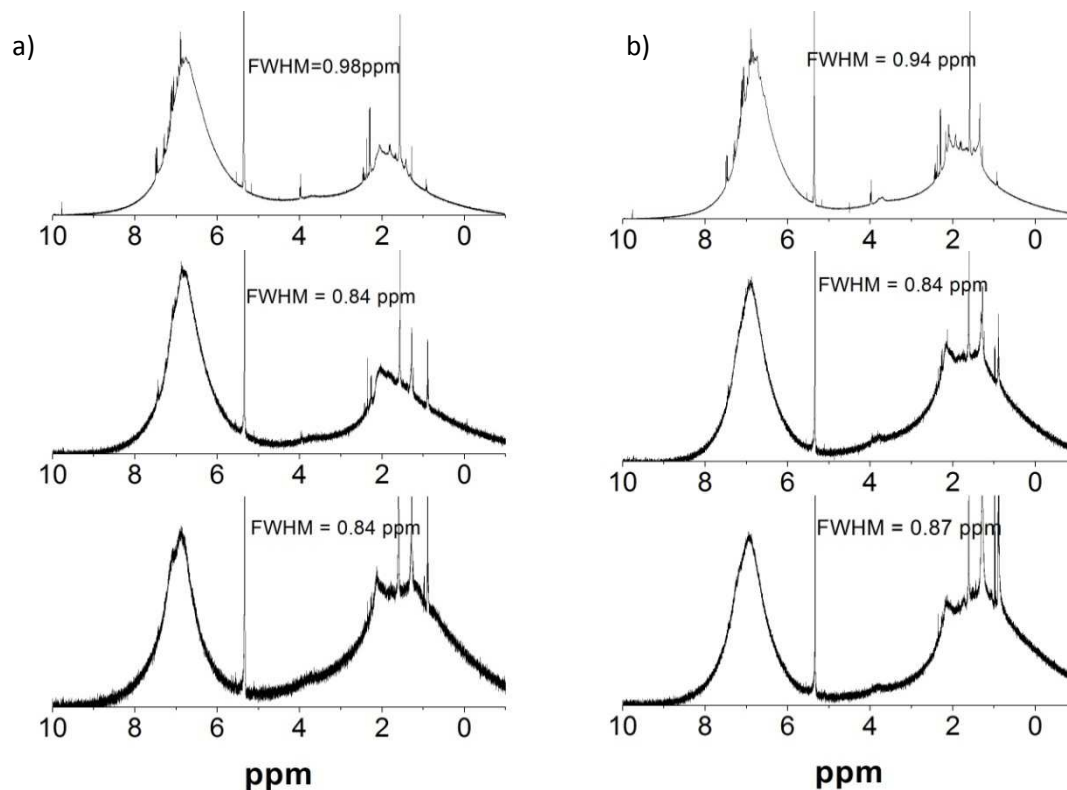 a)
FWHM=0.98ppm
10 8 6 4 2 0
FWHM = 0.84 ppm
10 8 6 4 2 0
FWHM = 0.84 ppm
10 8 6 4 2 0
ppm
b)
FWHM = 0.94 ppm
10 8 6 4 2 0
FWHM = 0.84 ppm
10 8 6 4 2 0
FWHM = 0.87 ppm
10 8 6 4 2 0
ppm